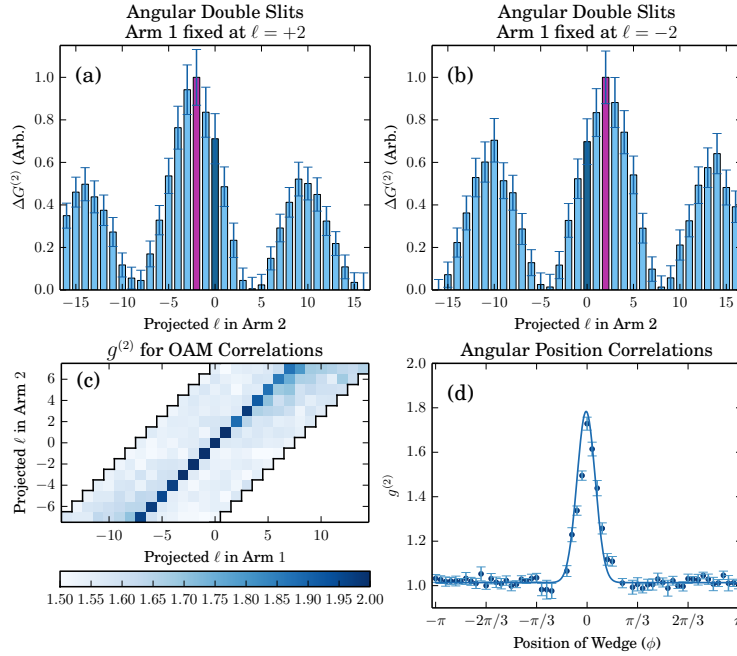 Angular Double Slits
Arm 1 fixed at ℓ = +2
(a)
ΔG⁽²⁾ (Arb.)
1.0
0.8
0.6
0.4
0.2
0.0
−15 −10 −5 0 5 10 15
Projected ℓ in Arm 2
Angular Double Slits
Arm 1 fixed at ℓ = −2
(b)
ΔG⁽²⁾ (Arb.)
1.0
0.8
0.6
0.4
0.2
0.0
−15 −10 −5 0 5 10 15
Projected ℓ in Arm 2
g⁽²⁾ for OAM Correlations
(c)
Projected ℓ in Arm 2
6
4
2
0
−2
−4
−6
−10 −5 0 5 10
Projected ℓ in Arm 1
1.50 1.55 1.60 1.65 1.70 1.75 1.80 1.85 1.90 1.95 2.00
Angular Position Correlations
(d)
g⁽²⁾
2.0
1.8
1.6
1.4
1.2
1.0
−π −2π/3 −π/3 0 π/3 2π/3 π
Position of Wedge (ϕ)